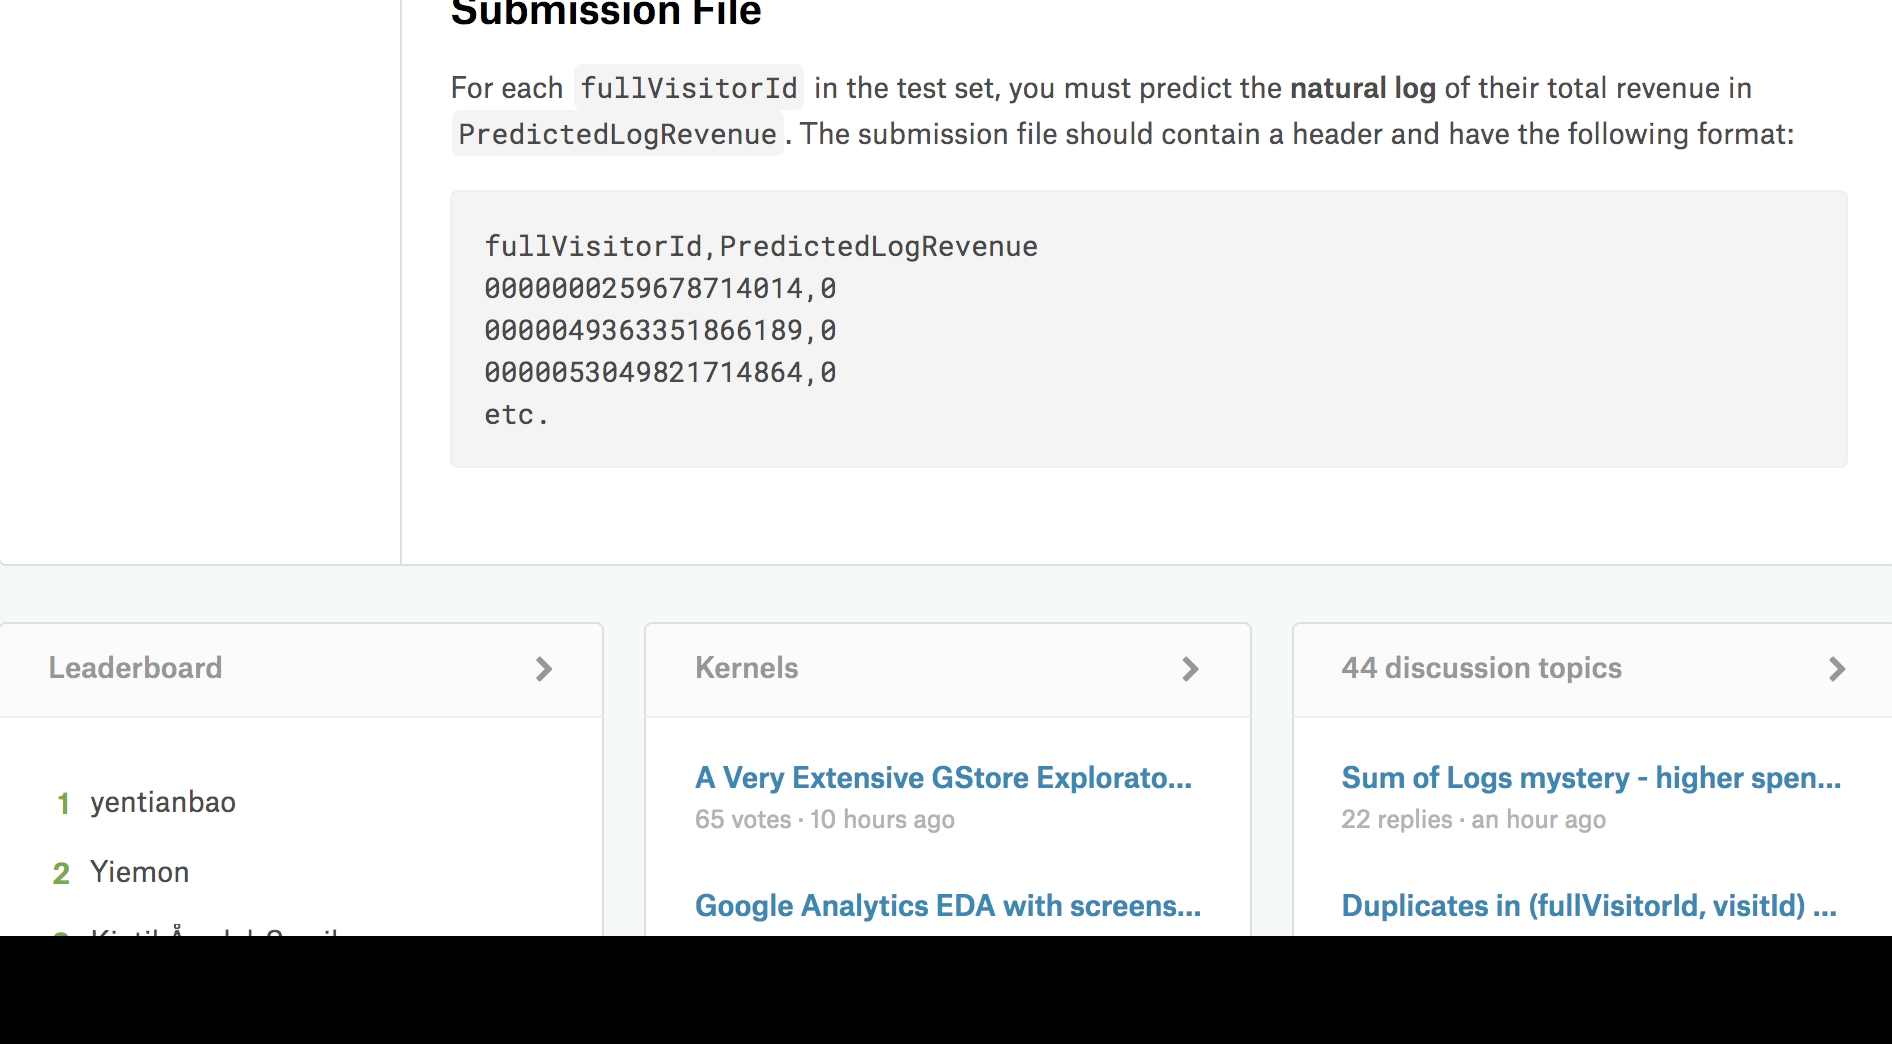 Submission File
For each fullVisitorId in the test set, you must predict the natural log of their total revenue in
PredictedLogRevenue. The submission file should contain a header and have the following format:
fullVisitorId,PredictedLogRevenue
0000000259678714014,0
0000049363351866189,0
0000053049821714864,0
etc.
Leaderboard
1 yentianbao
2 Yiemon
Kernels
A Very Extensive GStore Explorato...
65 votes · 10 hours ago
Google Analytics EDA with screens...
44 discussion topics
Sum of Logs mystery - higher spen...
22 replies · an hour ago
Duplicates in (fullVisitorId, visitId) ...